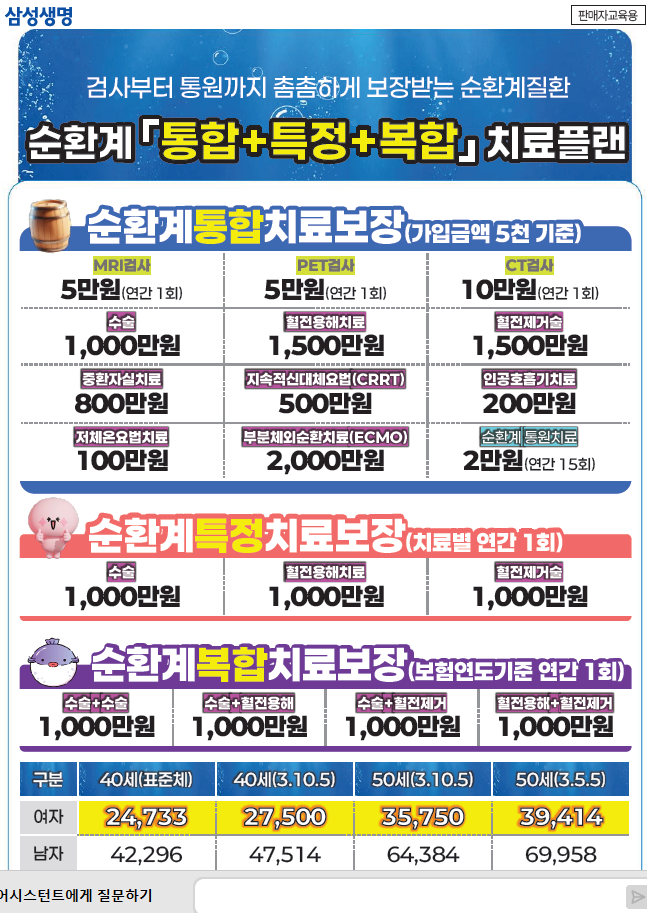 삼성생명
판매자교육용
검사부터 통원까지 촘촘하게 보장받는 순환계질환
순환계 「통합+특정+복합」 치료플랜
순환계통합치료보장(가입금액 5천 기준)
MRI검사 PET검사 CT검사
5만원(연간 1회) 5만원(연간 1회) 10만원(연간 1회)
수술 혈전용해치료 혈전제거술
1,000만원 1,500만원 1,500만원
중환자실치료 지속적신대체요법(CRRT) 인공호흡기치료
800만원 500만원 200만원
저체온요법치료 부분체외순환치료(ECMO) 순환계 통원치료
100만원 2,000만원 2만원(연간 15회)
순환계특정치료보장(치료빌 연간 1회)
수술 혈전용해치료 혈전제거술
1,000만원 1,000만원 1,000만원
순환계복합치료보장(보험연도기준 연간 1회)
수술+수술 수술+혈전용해 수술+혈전제거 혈전용해+혈전제거
1,000만원 1,000만원 1,000만원 1,000만원
구분 40세(표준체) 40세(3.10.5) 50세(3.10.5) 50세(3.5.5)
여자 24,733 27,500 35,750 39,414
남자 42,296 47,514 64,384 69,958
어시스턴트에게 질문하기